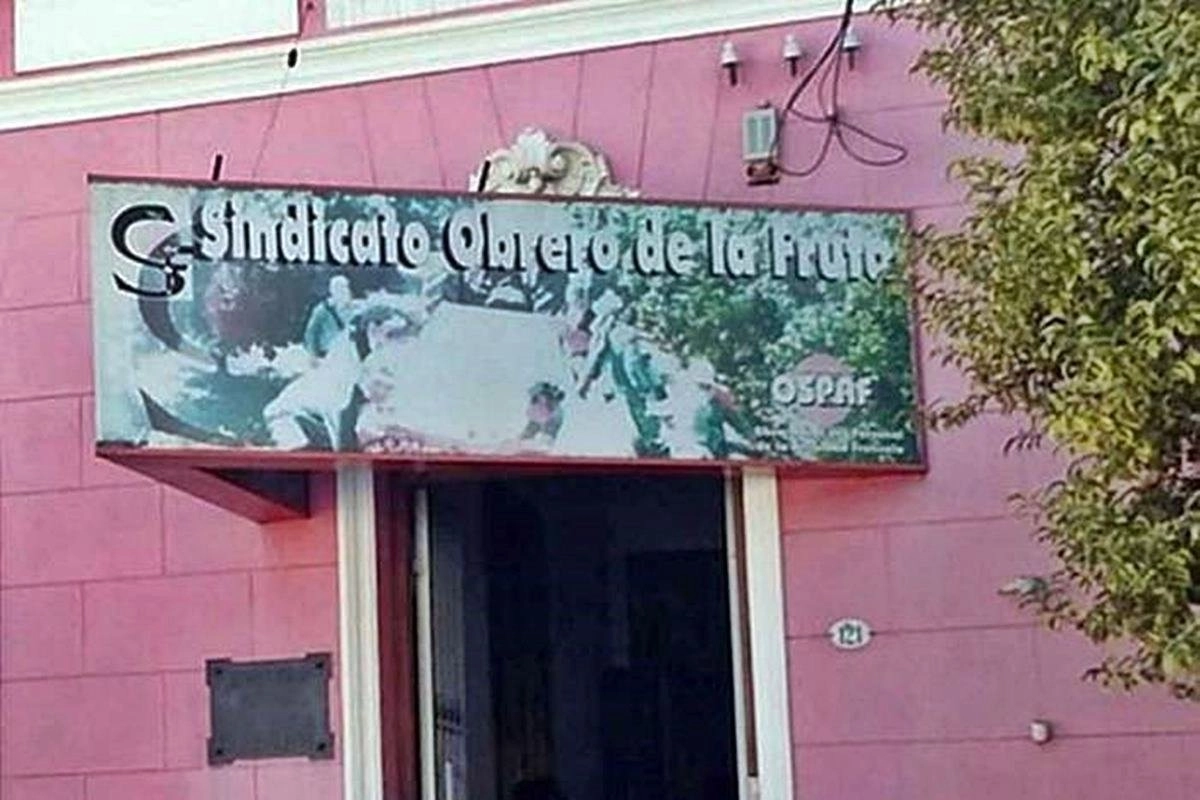 Sindicato Obrero de la Fruta
OSPAF
121